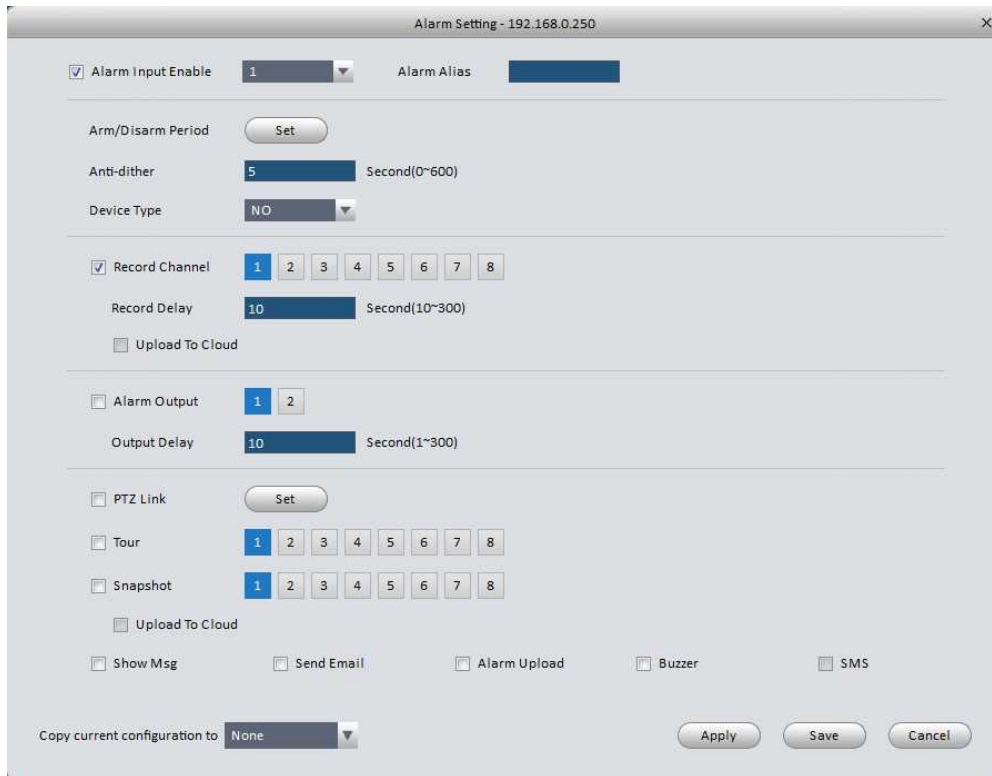 Alarm Setting - 192.168.0.250
Alarm Input Enable 1 Alarm Alias
Arm/Disarm Period Set
Anti-dither 5 Second(0~600)
Device Type NO
Record Channel 1 2 3 4 5 6 7 8
Record Delay 10 Second(10~300)
Upload To Cloud
Alarm Output 1 2
Output Delay 10 Second(1~300)
PTZ Link Set
Tour 1 2 3 4 5 6 7 8
Snapshot 1 2 3 4 5 6 7 8
Upload To Cloud
Show Msg Send Email Alarm Upload Buzzer SMS
Copy current configuration to None Apply Save Cancel